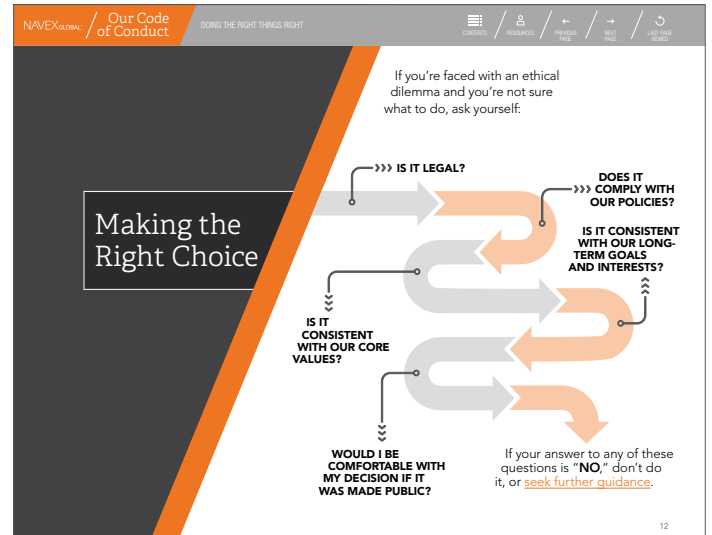 NAVEX GLOBAL
Our Code
of Conduct
DOING THE RIGHT THINGS RIGHT
CONTENTS
RESOURCES
PREVIOUS
PAGE
NEXT
PAGE
LAST PAGE
VIEWED
If you're faced with an ethical
dilemma and you're not sure
what to do, ask yourself:
Making the
Right Choice
IS IT LEGAL?
DOES IT
COMPLY WITH
OUR POLICIES?
IS IT
CONSISTENT
WITH OUR CORE
VALUES?
IS IT CONSISTENT
WITH OUR LONG-
TERM GOALS
AND INTERESTS?
WOULD I BE
COMFORTABLE WITH
MY DECISION IF IT
WAS MADE PUBLIC?
If your answer to any of these
questions is “NO,” don't do
it, or seek further guidance.
12